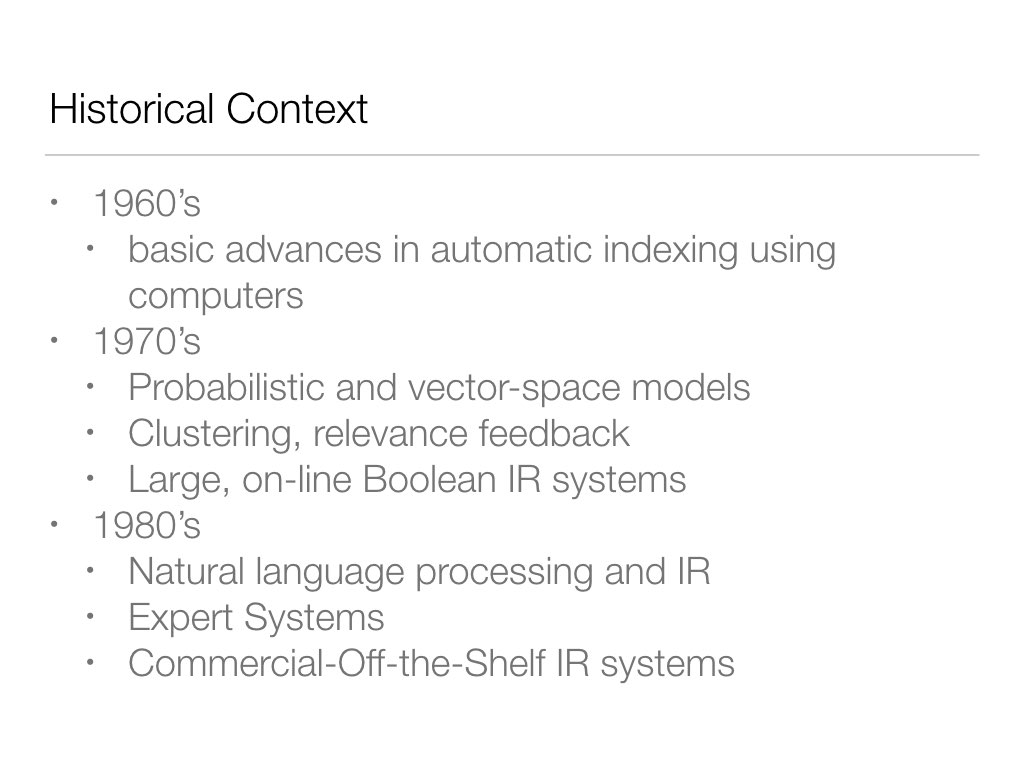 Historical Context
• 1960’s
• basic advances in automatic indexing using
computers
• 1970’s
• Probabilistic and vector-space models
• Clustering, relevance feedback
• Large, on-line Boolean IR systems
• 1980’s
• Natural language processing and IR
• Expert Systems
• Commercial-Off-the-Shelf IR systems